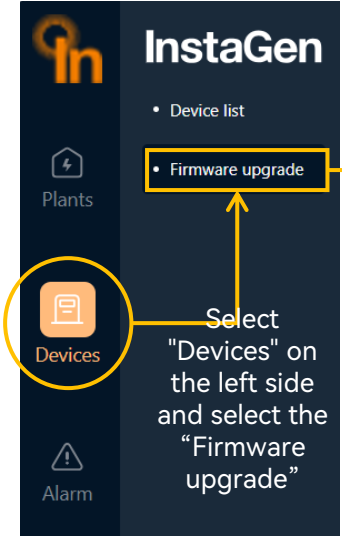 In
InstaGen
• Device list
• Firmware upgrade
Plants
Devices
Select
"Devices" on
the left side
and select the
“Firmware
upgrade”
Alarm